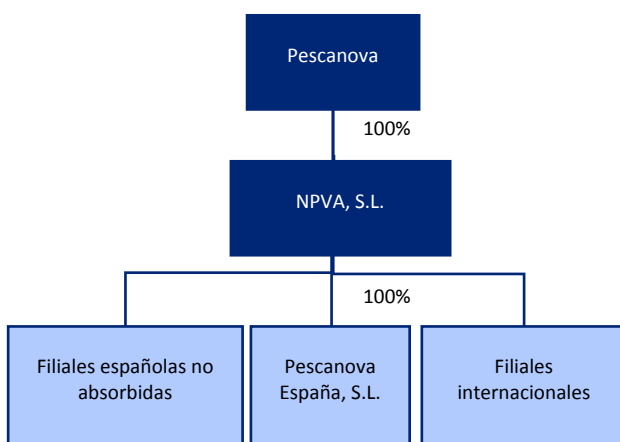 Pescanova
100%
NPVA, S.L.
100%
Filiales españolas no
absorbidas
Pescanova
España, S.L.
Filiales
internacionales